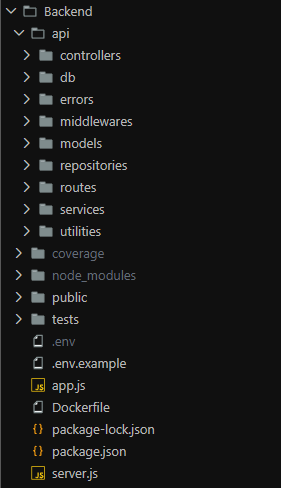 Backend
api
controllers
db
errors
middlewares
models
repositories
routes
services
utilities
coverage
node_modules
public
tests
.env
.env.example
JS app.js
Dockerfile
{} package-lock.json
{} package.json
JS server.js